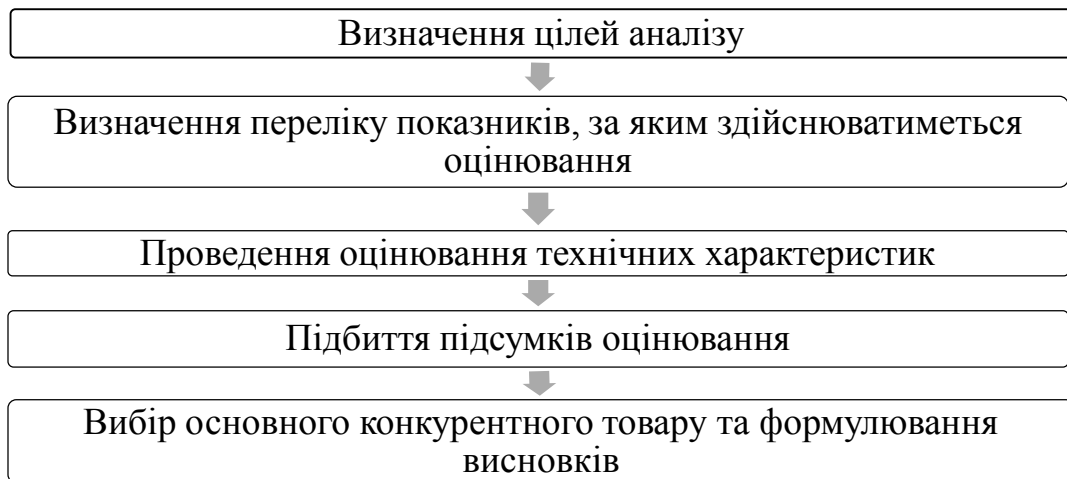 Визначення цілей аналізу
Визначення переліку показників, за яким здійснюватиметься
оцінювання
Проведення оцінювання технічних характеристик
Підбиття підсумків оцінювання
Вибір основного конкурентного товару та формулювання
висновків